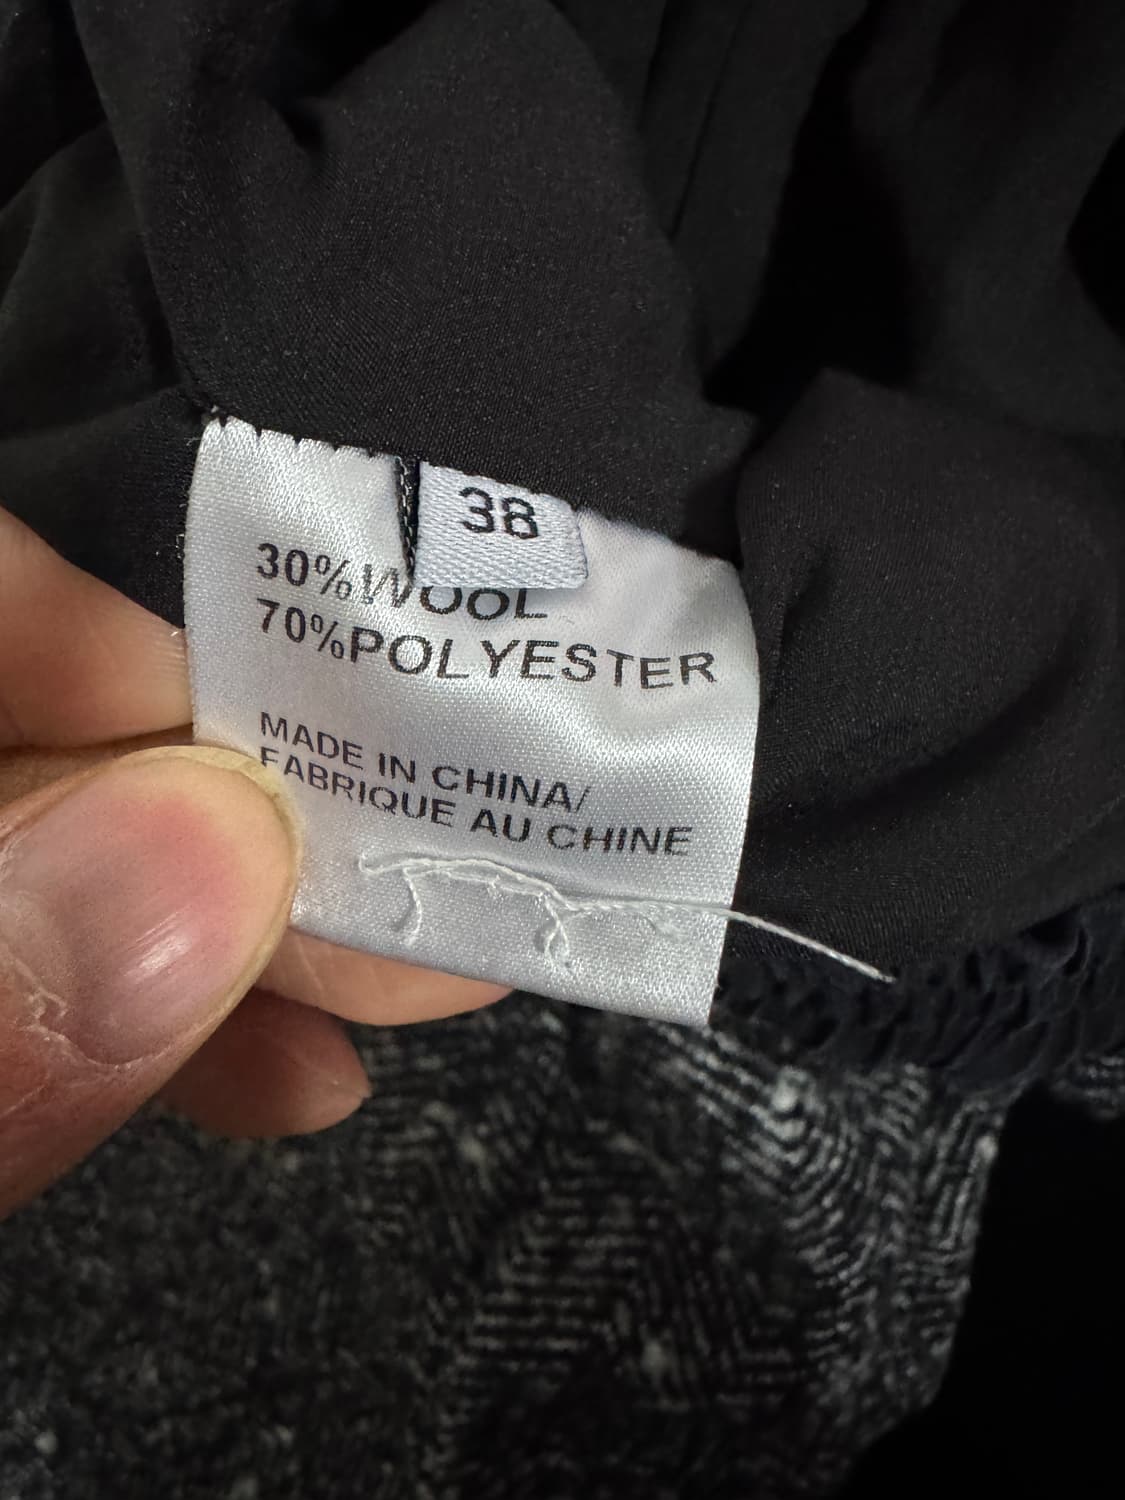 38
30%WOOL
70%POLYESTER
MADE IN CHINA/
FABRIQUE AU CHINE